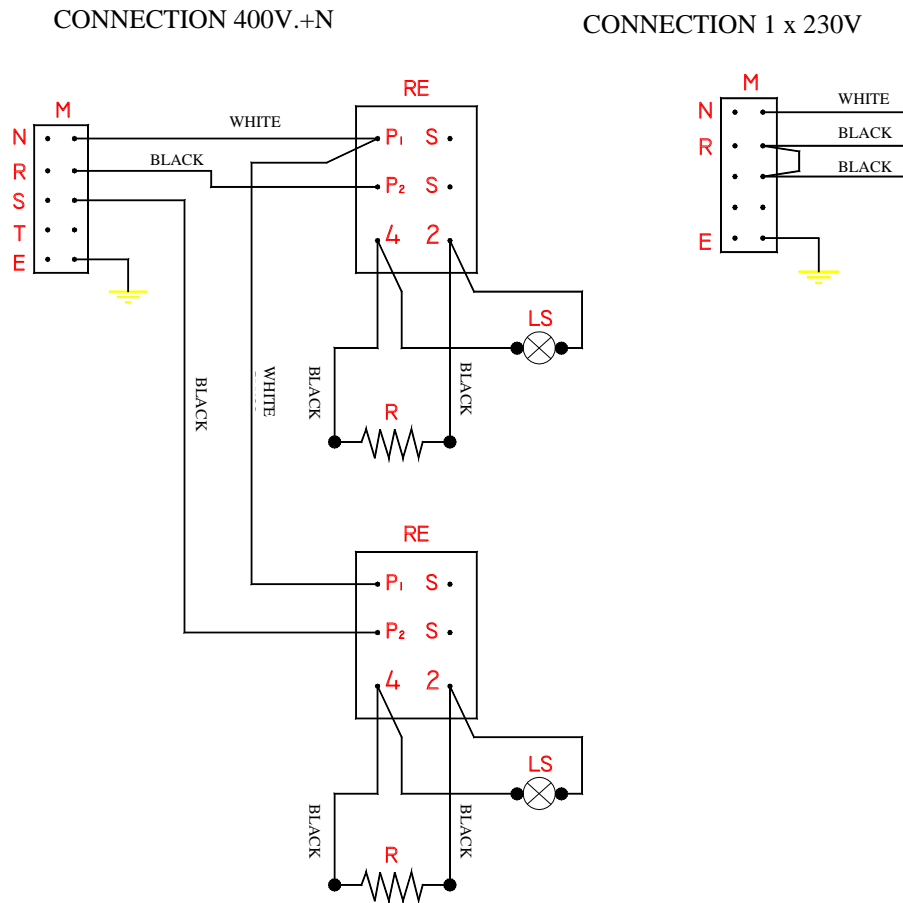 CONNECTION 400V.+N
CONNECTION 1 x 230V
M
N
R
S
T
E
WHITE
BLACK
BLACK
WHITE
RE
P1 S
P2 S
4 2
LS
BLACK
BLACK
R
RE
P1 S
P2 S
4 2
LS
BLACK
BLACK
R
M
N
R
E
WHITE
BLACK
BLACK